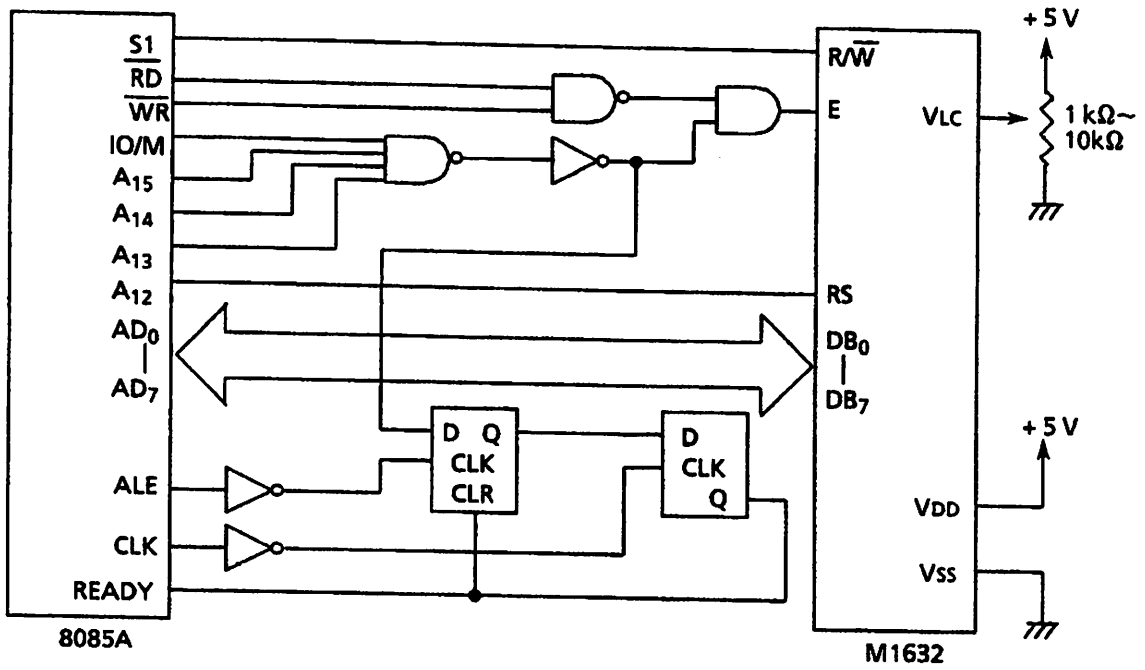 S1
RD
WR
IO/M
A15
A14
A13
A12
AD0
AD7
ALE
CLK
READY
8085A
D Q
CLK
CLR
D
CLK
Q
R/W
E
RS
DB0
DB7
VLC
VDD
VSS
M1632
+5 V
1 kΩ~
10kΩ
+5 V